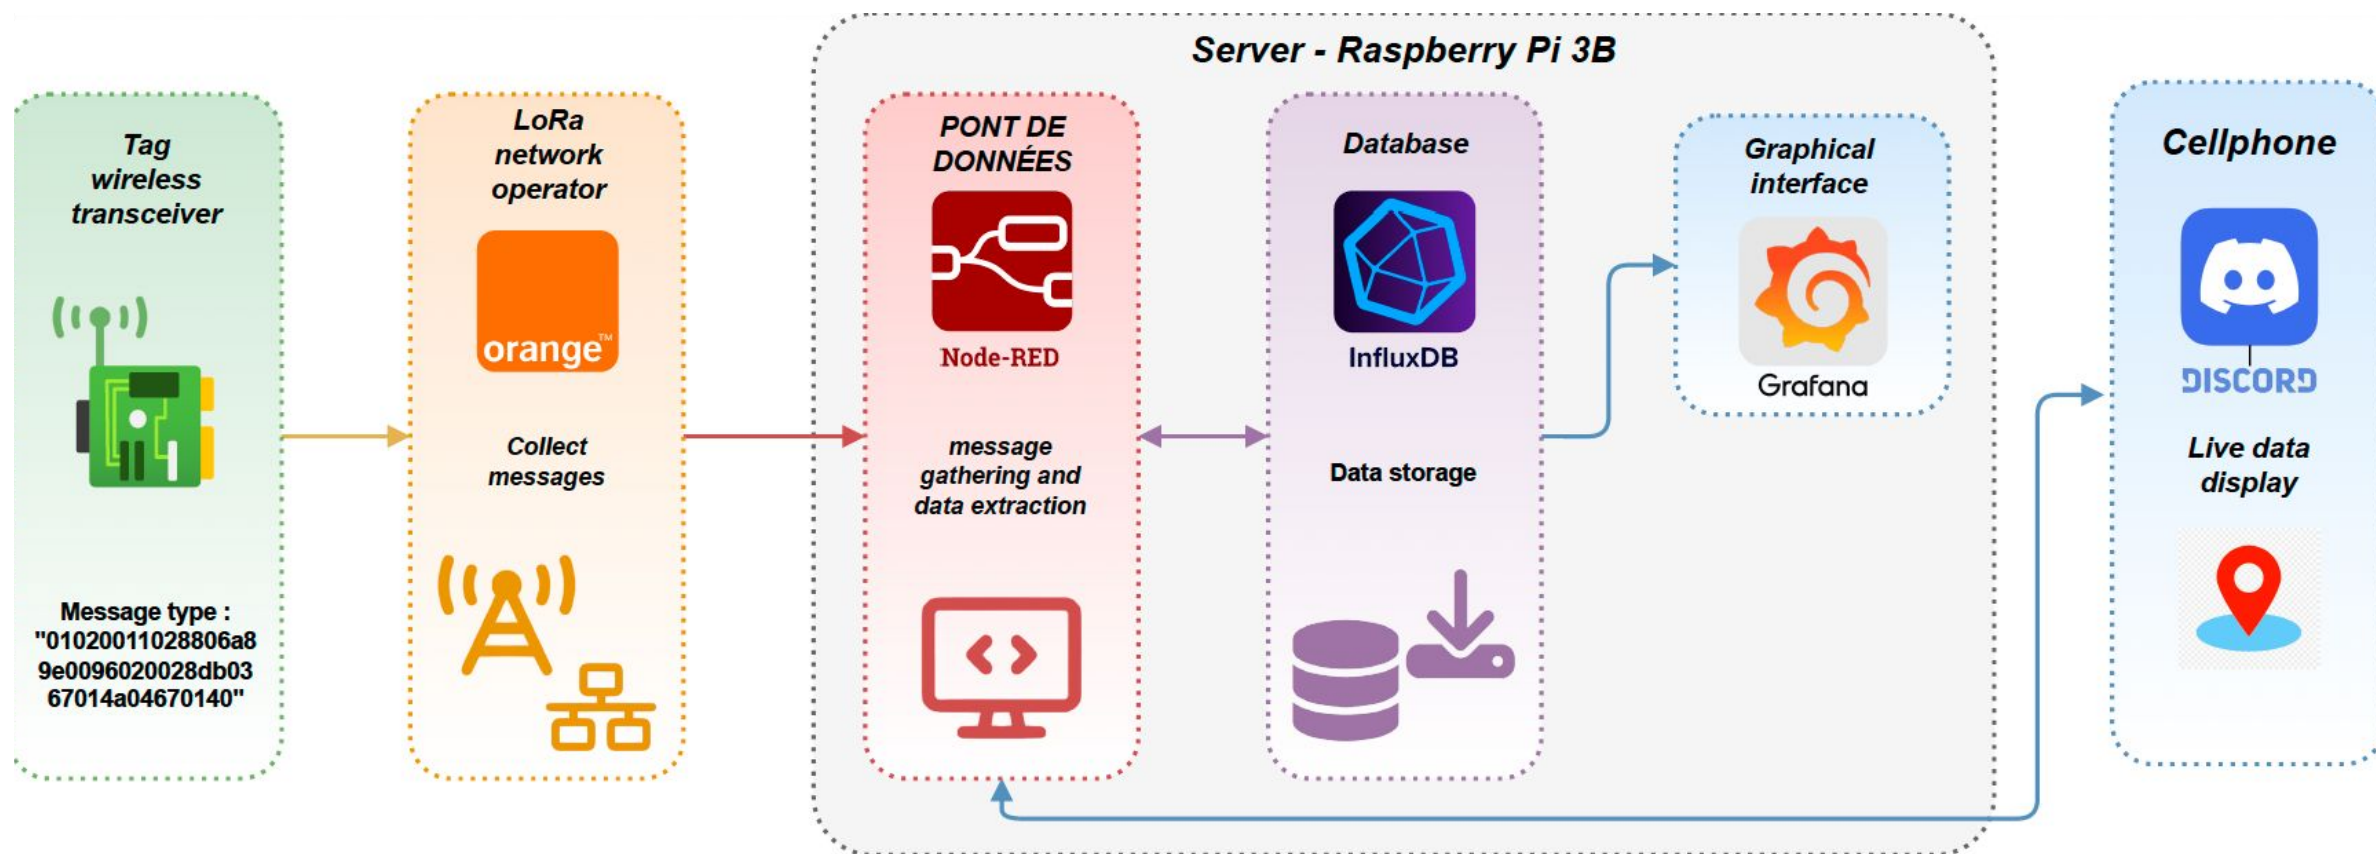 Server - Raspberry Pi 3B
Tag
wireless
transceiver
Message type :
"01020011028806a8
9e0096020028db03
67014a04670140"
LoRa
network
operator
orange™
Collect
messages
PONT DE
DONNÉES
Node-RED
message
gathering and
data extraction
Database
InfluxDB
Data storage
Graphical
interface
Grafana
Cellphone
DISCORD
Live data
display